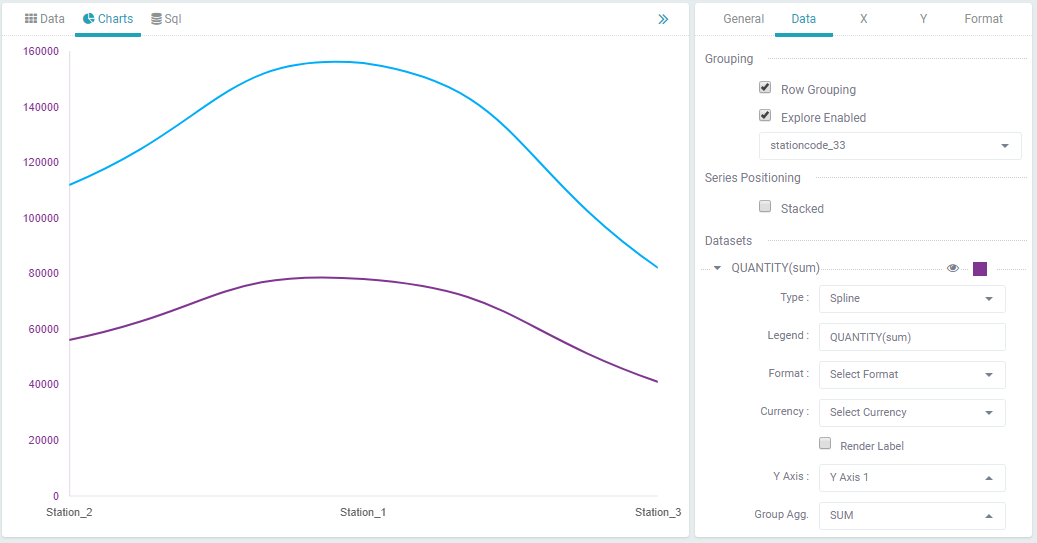 Data Charts Sql
160000
140000
120000
100000
80000
60000
40000
20000
0
Station_2 Station_1 Station_3
General Data X Y Format
Grouping
Row Grouping
Explore Enabled
stationcode_33
Series Positioning
Stacked
Datasets
QUANTITY(sum)
Type : Spline
Legend : QUANTITY(sum)
Format : Select Format
Currency : Select Currency
Render Label
Y Axis : Y Axis 1
Group Agg. SUM